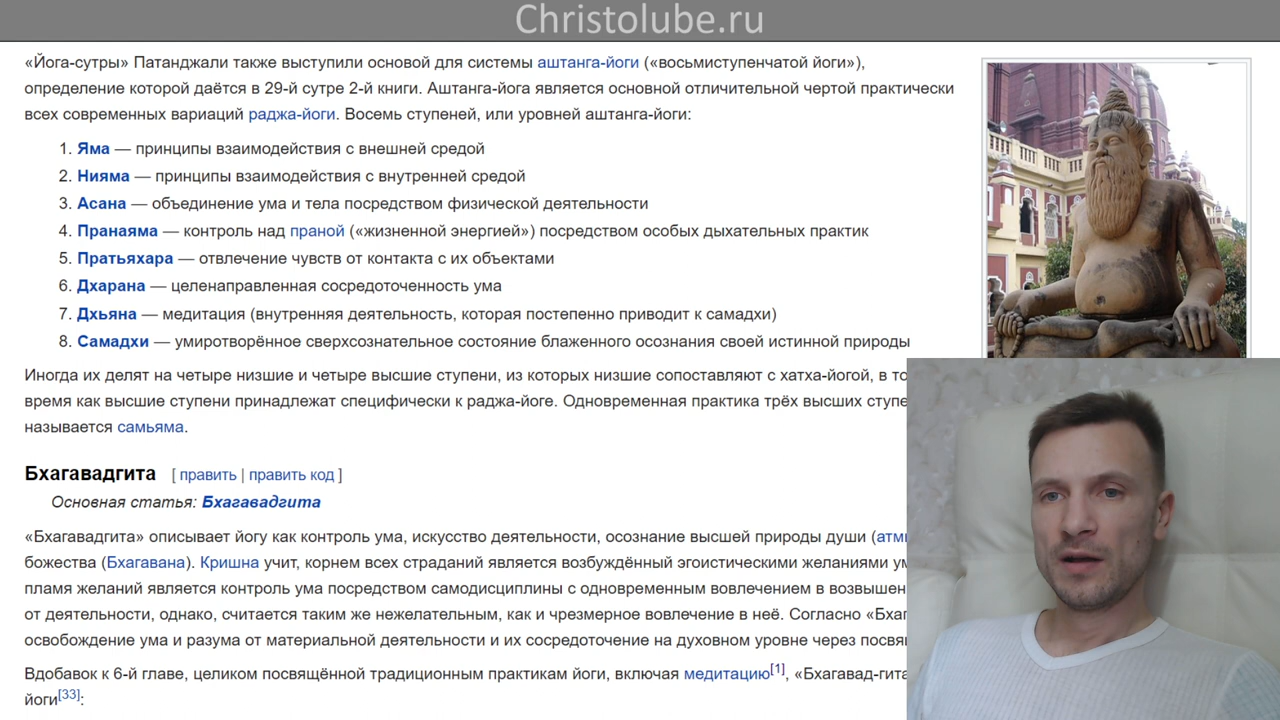 Christolube.ru
«Йога-сутры» Патанджали также выступили основой для системы аштанга-йоги («восьмиступенчатой йоги»),
определение которой даётся в 29-й сутре 2-й книги. Аштанга-йога является основной отличительной чертой практически
всех современных вариаций раджа-йоги. Восемь ступеней, или уровней аштанга-йоги:
1. Яма — принципы взаимодействия с внешней средой
2. Нияма — принципы взаимодействия с внутренней средой
3. Асана — объединение ума и тела посредством физической деятельности
4. Пранаяма — контроль над праной («жизненной энергией») посредством особых дыхательных практик
5. Пратьяхара — отвлечение чувств от контакта с их объектами
6. Дхарана — целенаправленная сосредоточенность ума
7. Дхьяна — медитация (внутренняя деятельность, которая постепенно приводит к самадхи)
8. Самадхи — умиротворённое сверхсознательное состояние блаженного осознания своей истинной природы
Иногда их делят на четыре низшие и четыре высшие ступени, из которых низшие сопоставляют с хатха-йогой, в то
время как высшие ступени принадлежат специфически к раджа-йоге. Одновременная практика трёх высших ступе
называется самьяма.
Бхагавадгита [ править | править код ]
Основная статья: Бхагавадгита
«Бхагавадгита» описывает йогу как контроль ума, искусство деятельности, осознание высшей природы души (атм
божества (Бхагавана). Кришна учит, корнем всех страданий является возбуждённый эгоистическими желаниями ум
пламя желаний является контроль ума посредством самодисциплины с одновременным вовлечением в возвышен
от деятельности, однако, считается таким же нежелательным, как и чрезмерное вовлечение в неё. Согласно «Бхаг
освобождение ума и разума от материальной деятельности и их сосредоточение на духовном уровне через посвя
Вдобавок к 6-й главе, целиком посвящённой традиционным практикам йоги, включая медитацию[1], «Бхагавад-гита
йоги[33]: